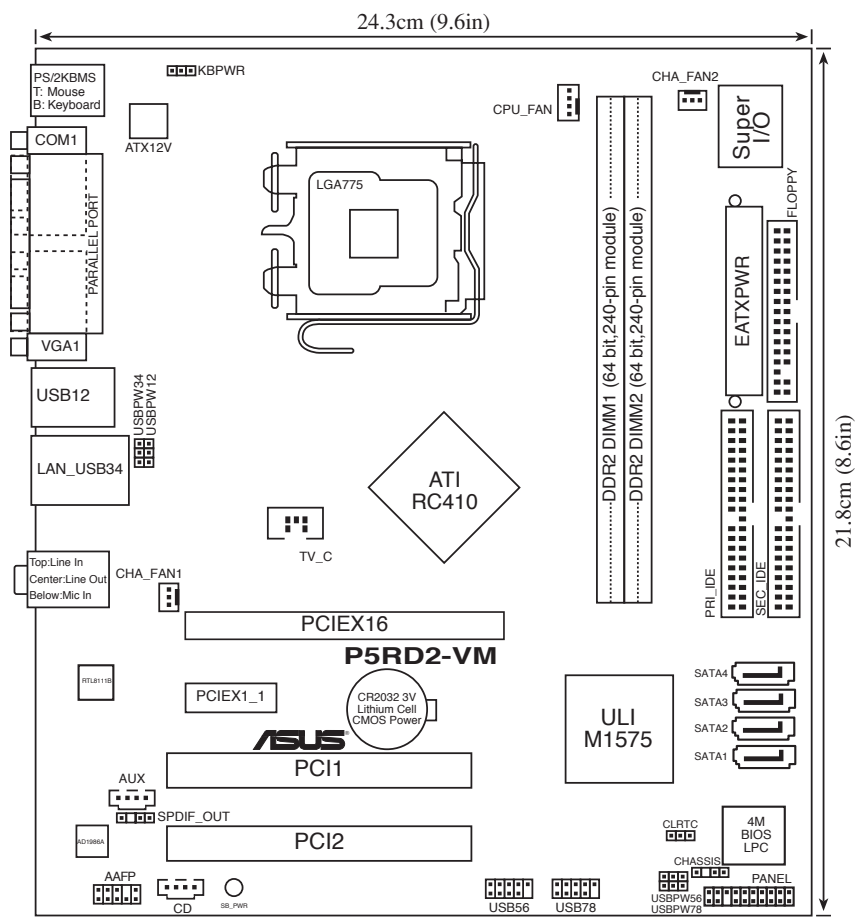 24.3cm (9.6in)
PS/2KBMS
T: Mouse
B: Keyboard
KBPWR
CHA_FAN2
CPU_FAN
Super
I/O
COM1
ATX12V
LGA775
FLOPPY
PARALLEL PORT
DDR2 DIMM1 (64 bit,240-pin module)
DDR2 DIMM2 (64 bit,240-pin module)
EATXPWR
VGA1
USB12
USBPW34
USBPW12
LAN_USB34
ATI
RC410
21.8cm (8.6in)
TV_C
Top:Line In
Center:Line Out
Below:Mic In
CHA_FAN1
PRI_IDE
SEC_IDE
PCIEX16
P5RD2-VM
RTL8111B
PCIEX1_1
CR2032 3V
Lithium Cell
CMOS Power
ULI
M1575
SATA4
SATA3
SATA2
SATA1
ASUS®
PCI1
AUX
SPDIF_OUT
AD1986A
PCI2
CLRTC
4M
BIOS
LPC
CHASSIS
AAFP
CD
SB_PWR
USB56
USB78
USBPW56
USBPW78
PANEL